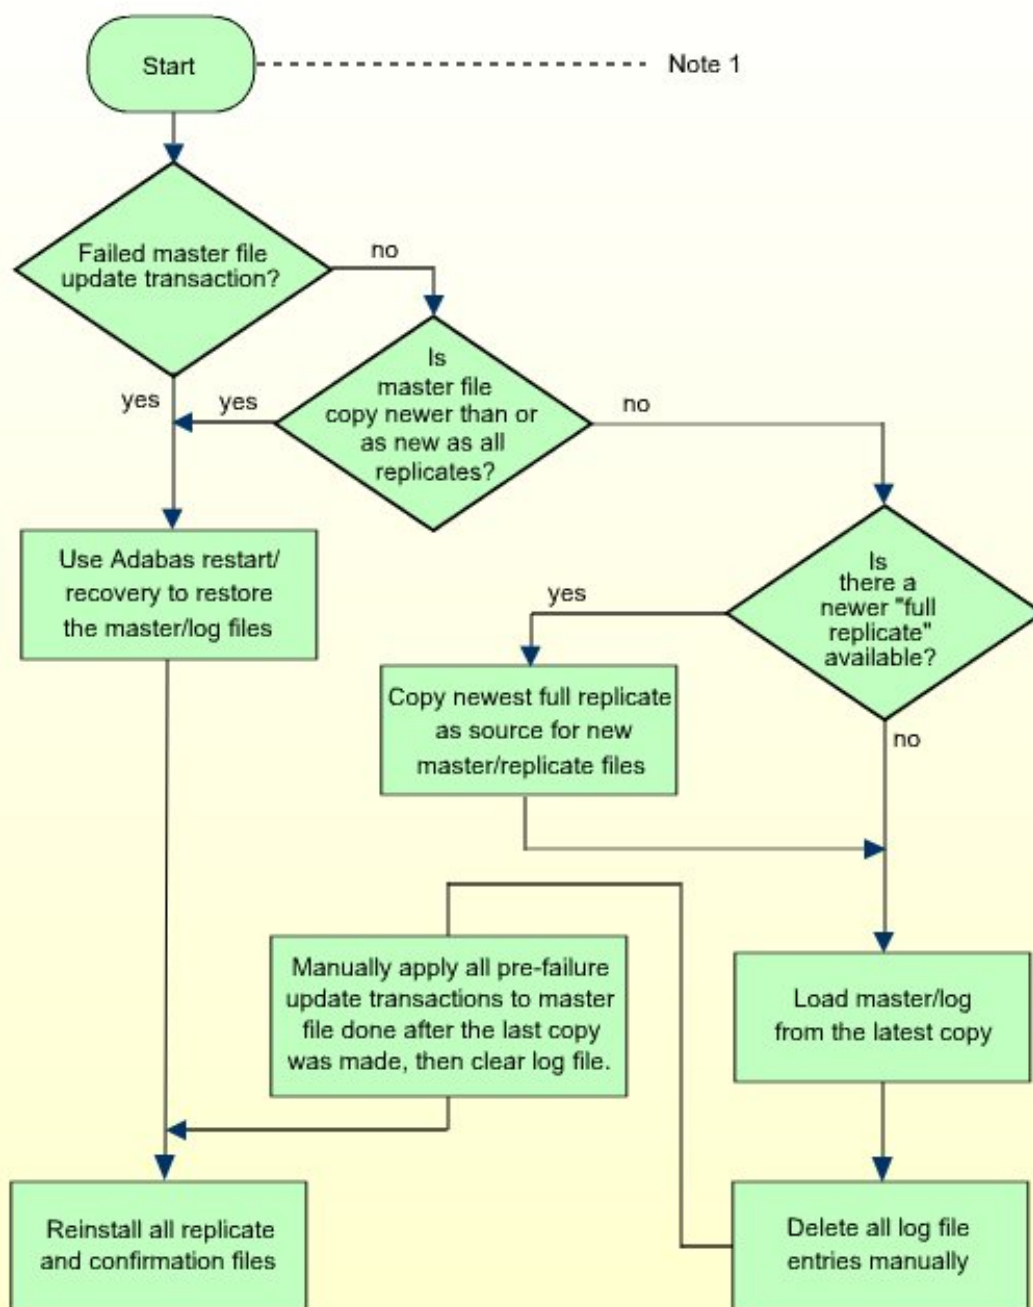 Start
Note 1
Failed master file
update transaction?
no
Is
master file
copy newer than or
as new as all
replicates?
yes
yes
no
Use Adabas restart/
recovery to restore
the master/log files
Is
there a
newer "full
replicate"
available?
yes
Copy newest full replicate
as source for new
master/replicate files
no
Manually apply all pre-failure
update transactions to master
file done after the last copy
was made, then clear log file.
Load master/log
from the latest copy
Reinstall all replicate
and confirmation files
Delete all log file
entries manually